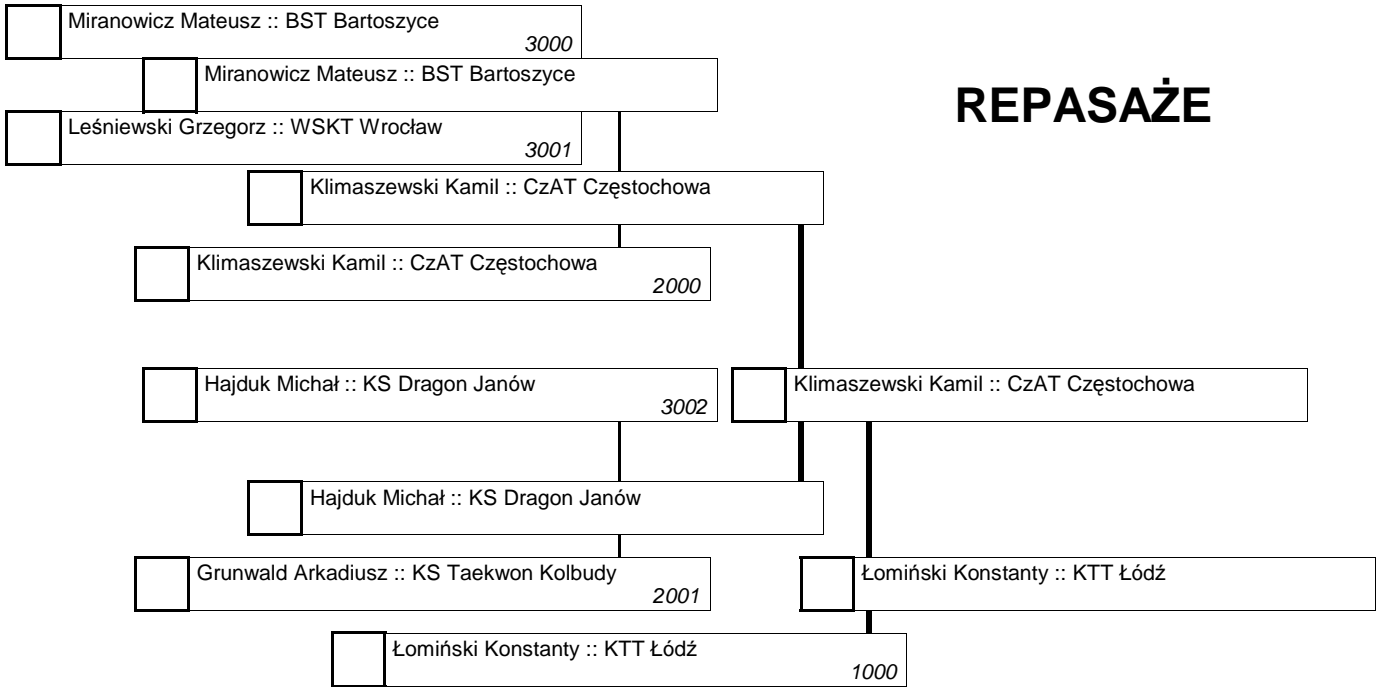 Miranowicz Mateusz :: BST Bartoszyce
3000
Miranowicz Mateusz :: BST Bartoszyce
REPASAŻE
Leśniewski Grzegorz :: WSKT Wrocław
3001
Klimaszewski Kamil :: CzAT Częstochowa
Klimaszewski Kamil :: CzAT Częstochowa
2000
Hajduk Michał :: KS Dragon Janów
3002
Klimaszewski Kamil :: CzAT Częstochowa
Hajduk Michał :: KS Dragon Janów
Grunwald Arkadiusz :: KS Taekwon Kolbudy
2001
Łomiński Konstanty :: KTT Łódź
Łomiński Konstanty :: KTT Łódź
1000